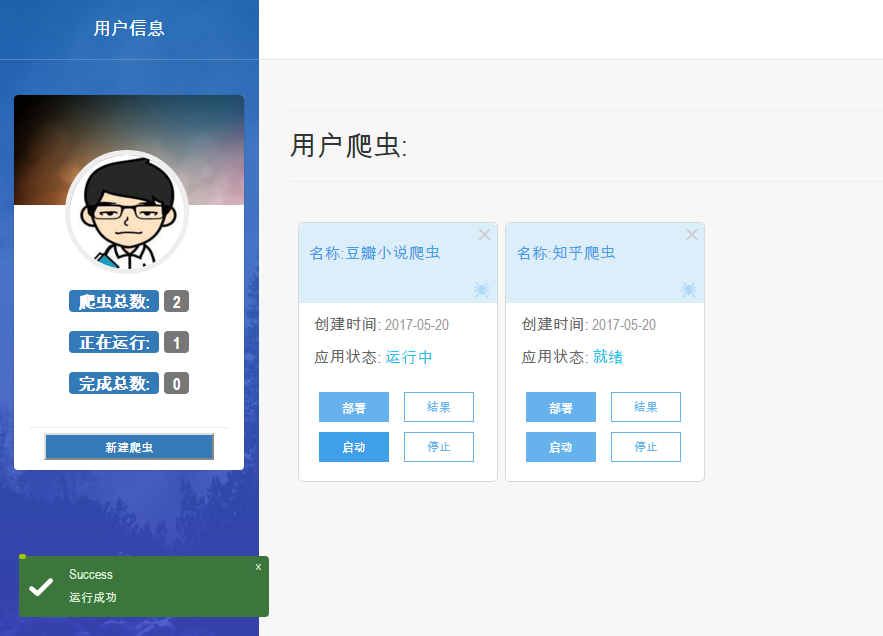 用户信息
爬虫总数: 2
正在运行: 1
完成总数: 0
新建爬虫
用户爬虫:
×
名称:豆瓣小说爬虫
创建时间: 2017-05-20
应用状态: 运行中
部署 结果
启动 停止
×
名称:知乎爬虫
创建时间: 2017-05-20
应用状态: 就绪
部署 结果
启动 停止
Success x
运行成功